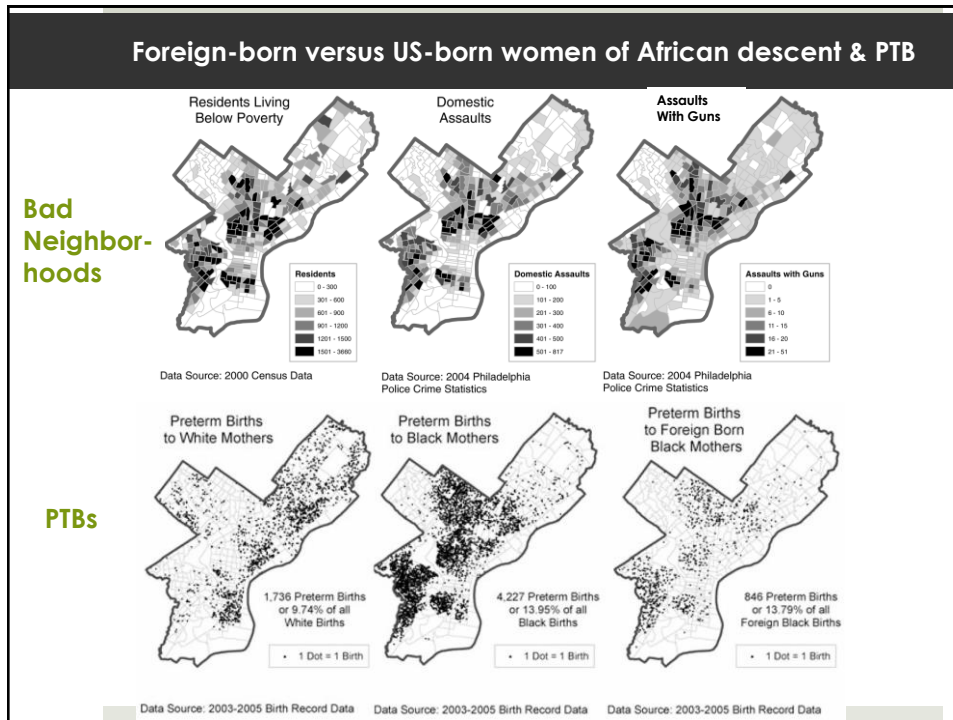 Foreign-born versus US-born women of African descent & PTB
Bad
Neighbor-
hoods
Residents Living
Below Poverty
Residents
0 - 300
301 - 600
601 - 900
901 - 1200
1201 - 1500
1501 - 3660
Data Source: 2000 Census Data
Domestic
Assaults
Domestic Assaults
0 - 100
101 - 200
201 - 300
301 - 400
401 - 500
501 - 817
Data Source: 2004 Philadelphia
Police Crime Statistics
Assaults
With Guns
Assaults with Guns
0
1 - 5
6 - 10
11 - 15
16 - 20
21 - 51
Data Source: 2004 Philadelphia
Police Crime Statistics
PTBs
Preterm Births
to White Mothers
1,736 Preterm Births
or 9.74% of all
White Births
1 Dot = 1 Birth
Data Source: 2003-2005 Birth Record Data
Preterm Births
to Black Mothers
4,227 Preterm Births
or 13.95% of all
Black Births
1 Dot = 1 Birth
Data Source: 2003-2005 Birth Record Data
Preterm Births
to Foreign Born
Black Mothers
846 Preterm Births
or 13.79% of all
Foreign Black Births
1 Dot = 1 Birth
Data Source: 2003-2005 Birth Record Data